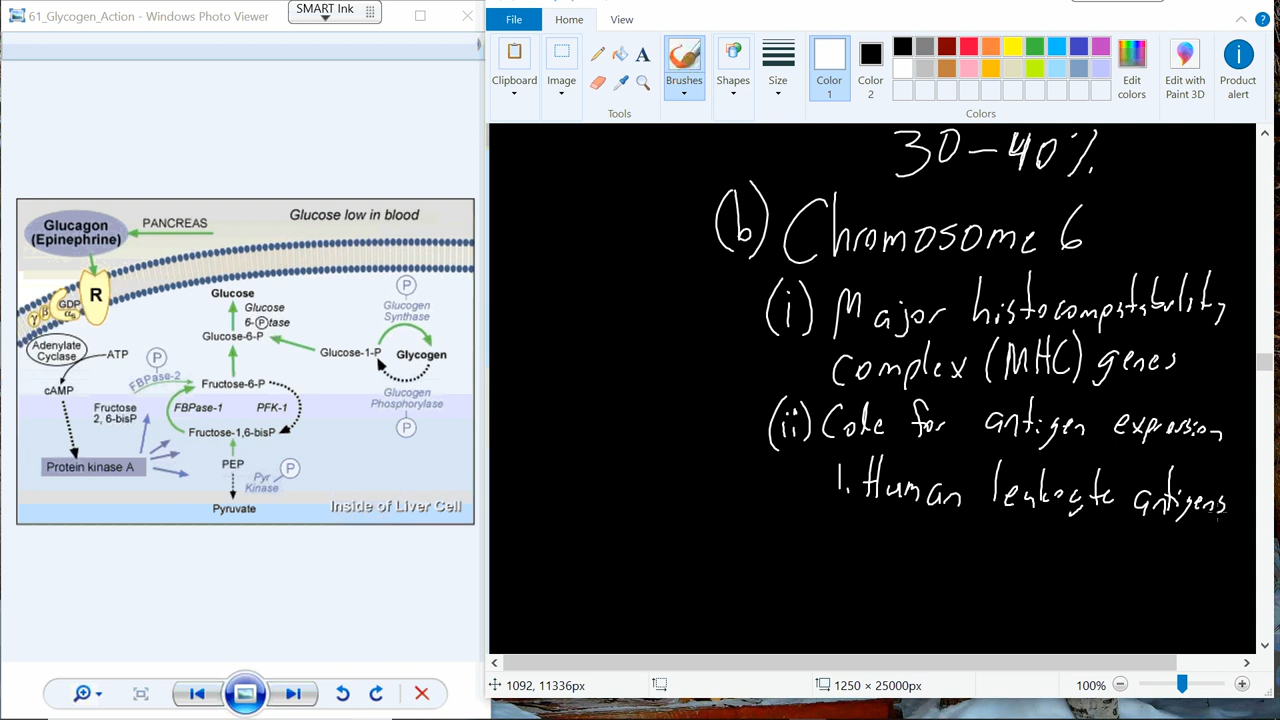 61_Glycogen_Action - Windows Photo Viewer
SMART Ink
PANCREAS
Glucose low in blood
Glucagon
(Epinephrine)
R
GDP
γ β αs
Adenylate
Cyclase
ATP
cAMP
Protein kinase A
P
FBPase-2
Fructose
2, 6-bisP
Glucose
Glucose
6-Ptase
Glucose-6-P
Fructose-6-P
FBPase-1
PFK-1
Fructose-1,6-bisP
PEP
Pyr
Kinase
P
Pyruvate
P
Glucogen
Synthase
Glucose-1-P
Glycogen
Glucogen
Phosphorylase
P
Inside of Liver Cell
File
Home
View
Clipboard
Image
Tools
Brushes
Shapes
Size
Color
1
Color
2
Colors
Edit
colors
Edit with
Paint 3D
Product
alert
30-40%
(b) Chromosome 6
(i) Major histocompatability
complex (MHC) genes
(ii) Code for antigen expression
1. Human leukocyte antigens
1092, 11336px
1250 × 25000px
100%